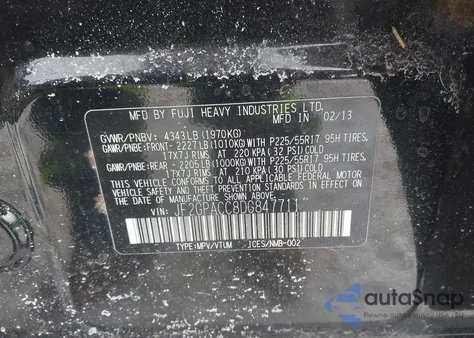 MFD BY FUJI HEAVY INDUSTRIES LTD.
MFD IN 02/13
GVWR/PNBV: 4343LB (1970KG)
GAWR/PNBE:FRONT- 2227LB(1010KG)WITH P225/55R17 95H TIRES,
17X7J RIMS AT 220 KPA(32 PSI)COLD
GAWR/PNBE:REAR - 2205LB(1000KG)WITH P225/55R17 95H TIRES,
17X7J RIMS AT 210 KPA(30 PSI)COLD
THIS VEHICLE CONFORMS TO ALL APPLICABLE
MOTOR VEHICLE SAFETY, BUMPER, AND THEFT
PREVENTION STANDARDS IN EFFECT ON THE
DATE OF MANUFACTURE SHOWN ABOVE.
VIN: JF2GPACC8DG847711
TYPE:MPV/VTUM JCES/NMB-002
autoSnap